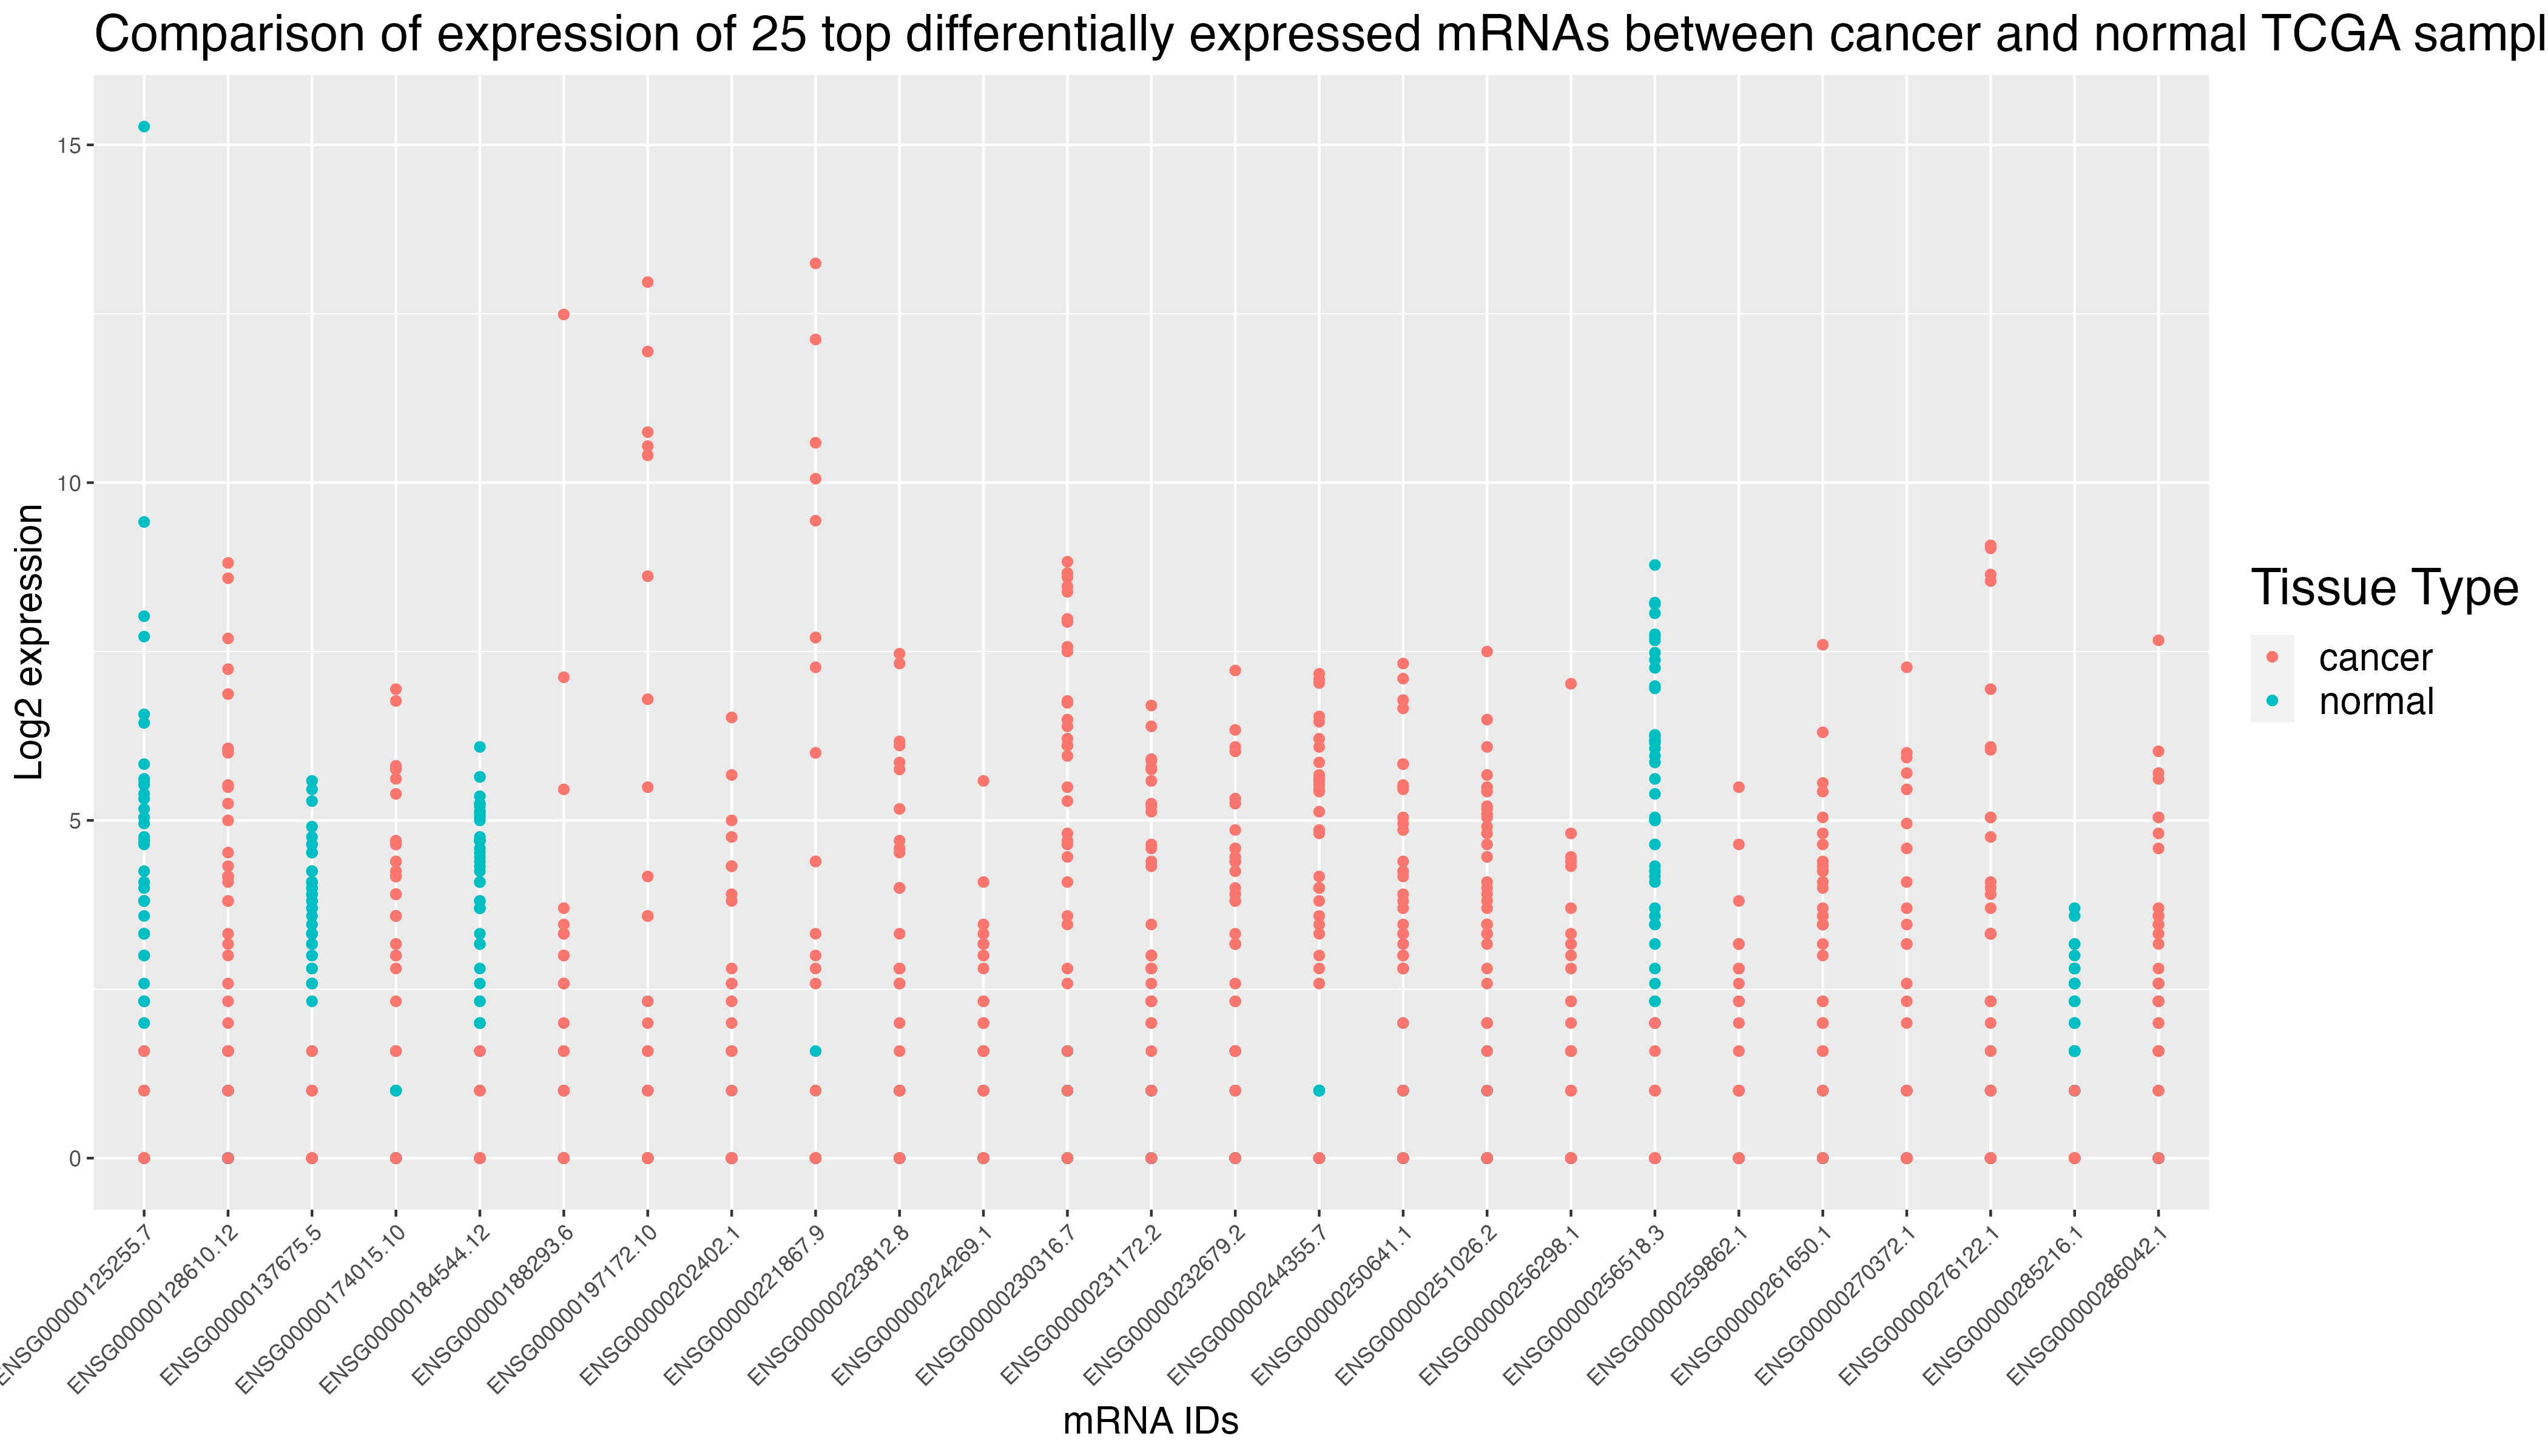 Comparison of expression of 25 top differentially expressed mRNAs between cancer and normal TCGA sampl
Log2 expression
15
10
5
0
ENSG00000125255.7
ENSG00000128610.12
ENSG00000137675.5
ENSG00000174015.10
ENSG00000184544.12
ENSG00000188293.6
ENSG00000197172.10
ENSG00000202402.1
ENSG00000221867.9
ENSG00000223812.8
ENSG00000224269.1
ENSG00000230316.7
ENSG00000231172.2
ENSG00000232679.2
ENSG00000244355.7
ENSG00000250641.1
ENSG00000251026.2
ENSG00000256298.1
ENSG00000256518.3
ENSG00000259862.1
ENSG00000261650.1
ENSG00000270372.1
ENSG00000276122.1
ENSG00000285216.1
ENSG00000286042.1
mRNA IDs
Tissue Type
cancer
normal